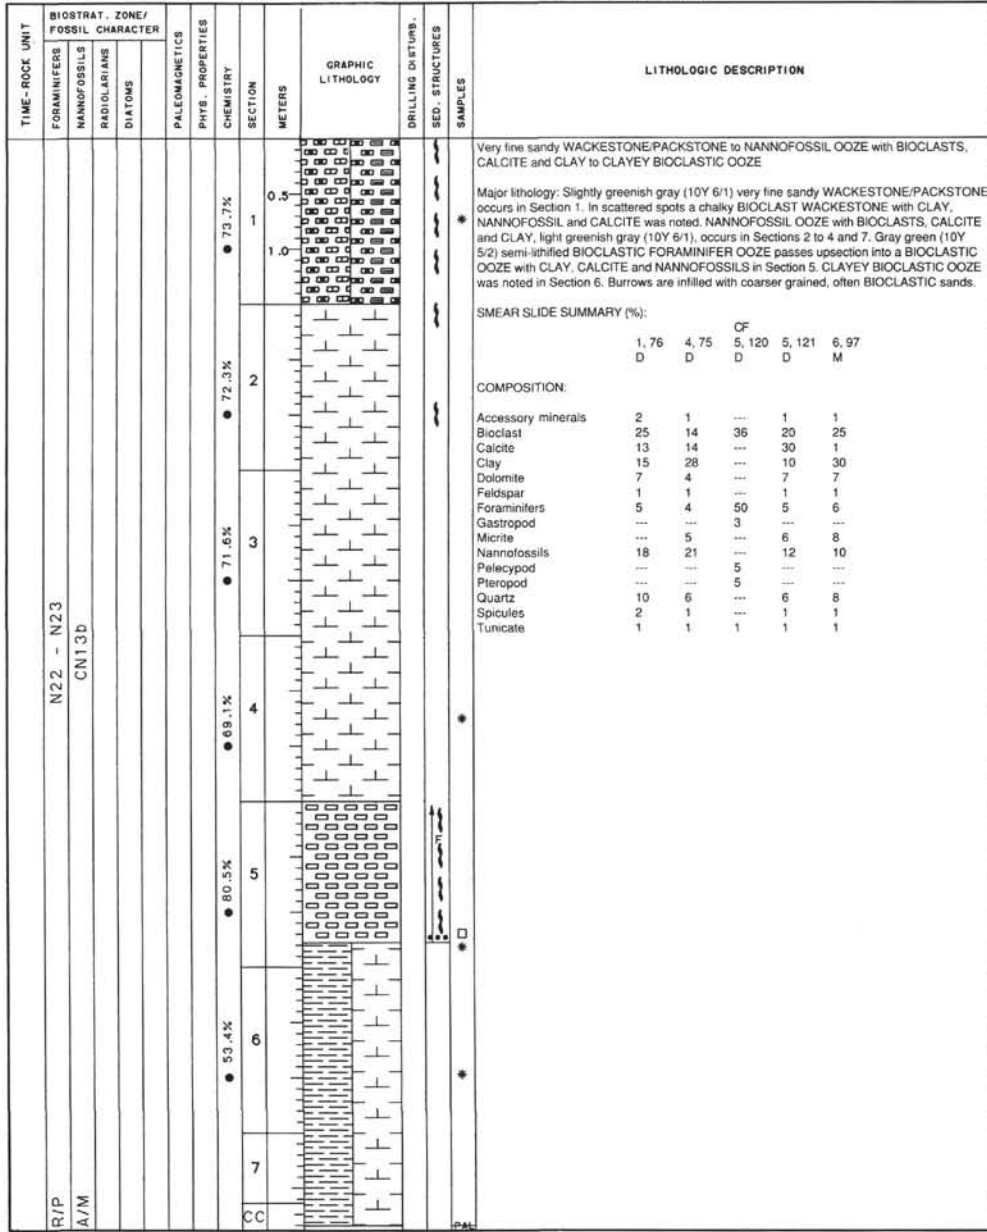 TIME-ROCK UNIT
BIOSTRAT. ZONE/
FOSSIL CHARACTER
FORAMINIFERS
NANNOFOSSILS
RADIOLARIANS
DIATOMS
PALEOMAGNETICS
PHYS. PROPERTIES
CHEMISTRY
SECTION
METERS
GRAPHIC
LITHOLOGY
DRILLING DISTURB.
SED. STRUCTURES
SAMPLES
LITHOLOGIC DESCRIPTION
R/P N22 - N23
A/M CN13b
● 73.7%
● 72.3%
● 71.6%
● 69.1%
● 80.5%
● 53.4%
1
2
3
4
5
6
7
CC
0.5
1.0
F
*
*
□
*
*
PAL
Very fine sandy WACKESTONE/PACKSTONE to NANNOFOSSIL OOZE with BIOCLASTS,
CALCITE and CLAY to CLAYEY BIOCLASTIC OOZE
Major lithology: Slightly greenish gray (10Y 6/1) very fine sandy WACKESTONE/PACKSTONE
occurs in Section 1. In scattered spots a chalky BIOCLAST WACKESTONE with CLAY,
NANNOFOSSIL and CALCITE was noted. NANNOFOSSIL OOZE with BIOCLASTS, CALCITE
and CLAY, light greenish gray (10Y 6/1), occurs in Sections 2 to 4 and 7. Gray green (10Y
5/2) semi-lithified BIOCLASTIC FORAMINIFER OOZE passes upsection into a BIOCLASTIC
OOZE with CLAY, CALCITE and NANNOFOSSILS in Section 5. CLAYEY BIOCLASTIC OOZE
was noted in Section 6. Burrows are infilled with coarser grained, often BIOCLASTIC sands.
SMEAR SLIDE SUMMARY (%):
CF
1, 76 4, 75 5, 120 5, 121 6, 97
D D D D M
COMPOSITION:
Accessory minerals 2 1 --- 1 1
Bioclast 25 14 36 20 25
Calcite 13 14 --- 30 1
Clay 15 28 --- 10 30
Dolomite 7 4 --- 7 7
Feldspar 1 1 --- 1 1
Foraminifers 5 4 50 5 6
Gastropod --- --- 3 --- ---
Micrite --- 5 --- 6 8
Nannofossils 18 21 --- 12 10
Pelecypod --- --- 5 --- ---
Pteropod --- --- 5 --- ---
Quartz 10 6 --- 6 8
Spicules 2 1 --- 1 1
Tunicate 1 1 1 1 1